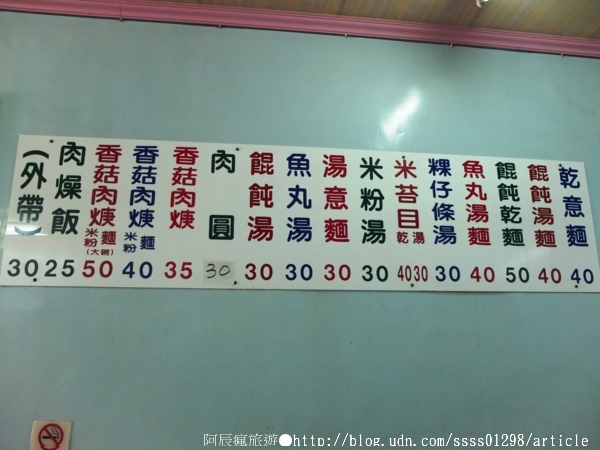 乾意麵 40
餛飩湯麵 40
餛飩乾麵 50
魚丸湯麵 40
粿仔條湯 30
米苔目 湯 30 乾 40
米粉湯 30
湯意麵 30
魚丸湯 30
餛飩湯 30
肉圓 30
香菇肉焿 35
香菇肉焿 麵 米粉 40
香菇肉焿 麵 米粉 (大碗) 50
肉燥飯 25
(外帶) 30
阿辰瘋旅遊●http://blog.udn.com/ssss01298/article